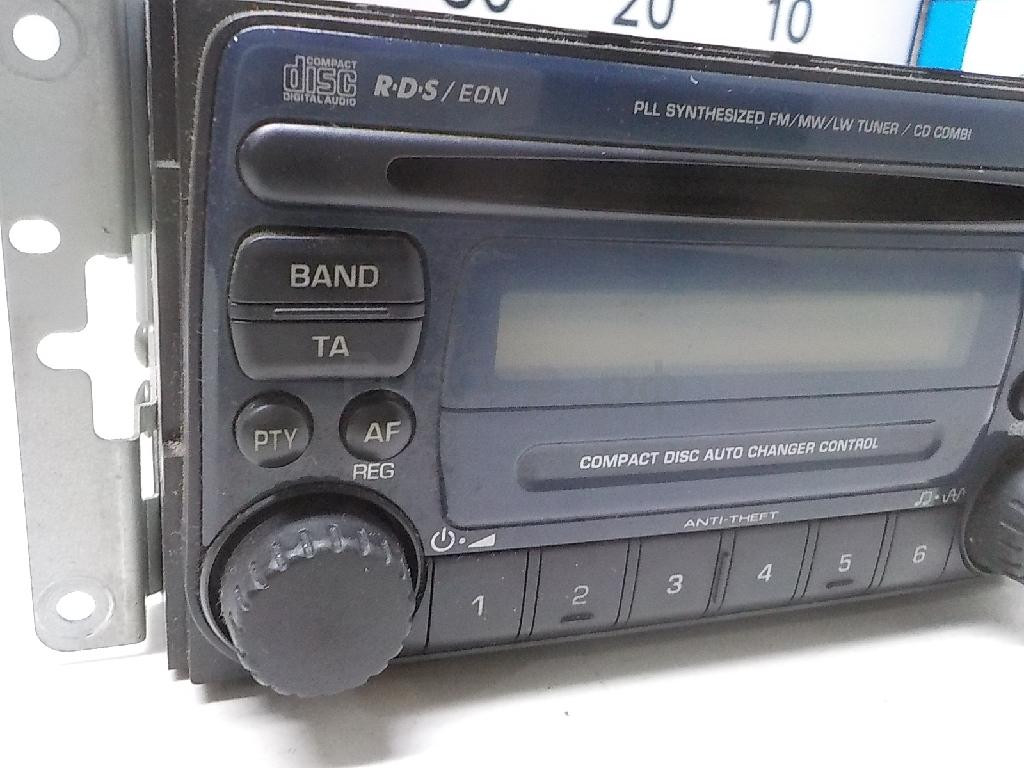 20 10
COMPACT
disc
DIGITAL AUDIO
R·D·S / EON
PLL SYNTHESIZED FM/MW/LW TUNER / CD COMBI
BAND
TA
PTY
AF
REG
COMPACT DISC AUTO CHANGER CONTROL
ANTI-THEFT
1 2 3 4 5 6